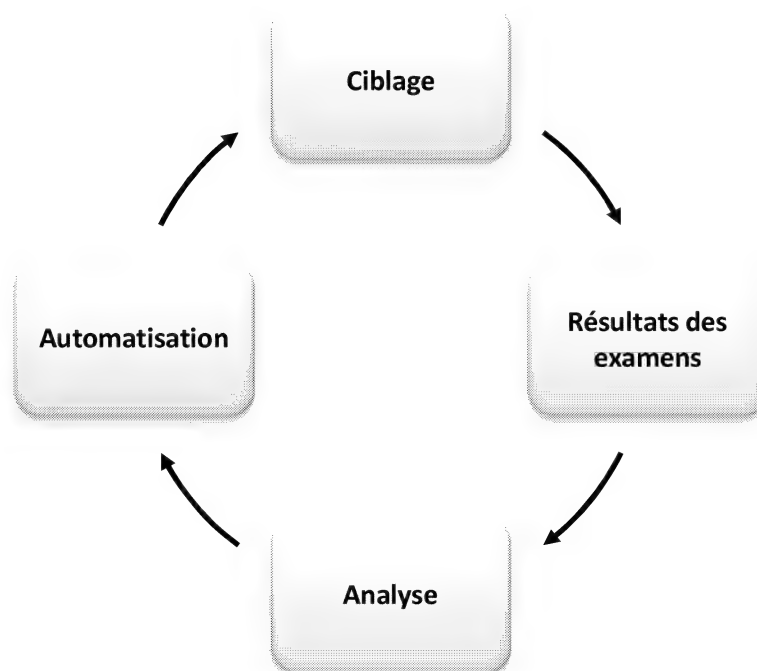 Ciblage
Automatisation
Résultats des
examens
Analyse